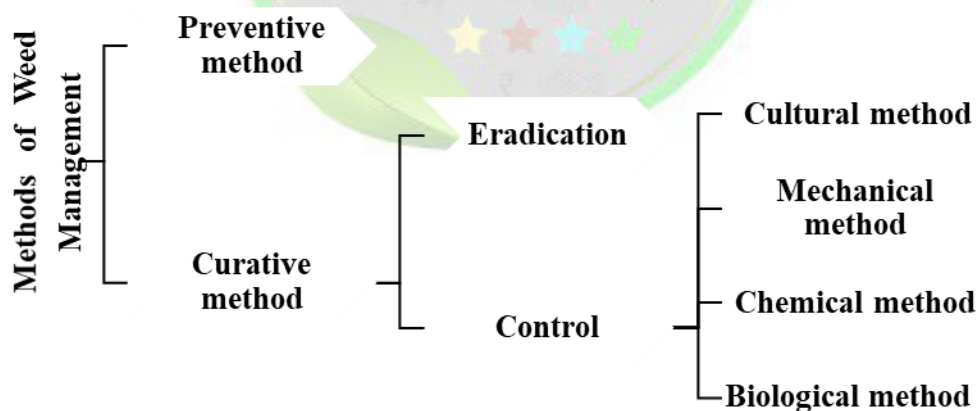 Methods of Weed
Management
Preventive
method
Curative
method
Eradication
Control
Cultural method
Mechanical
method
Chemical method
Biological method